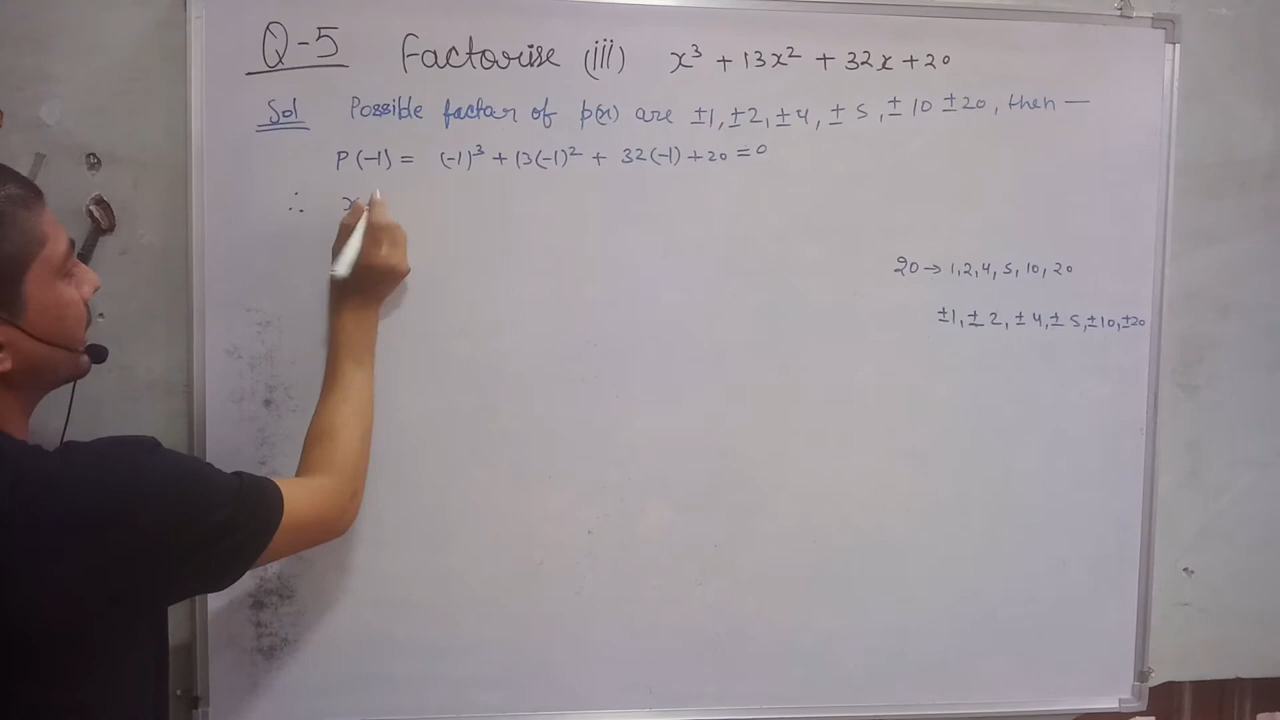 Q-5 Factorise (iii) x³ + 13x² + 32x + 20
Sol Possible factor of p(x) are ±1, ±2, ±4, ±5, ±10 ±20, then —
P(-1) = (-1)³ + 13(-1)² + 32(-1) + 20 = 0
∴ x
20 → 1, 2, 4, 5, 10, 20
±1, ± 2, ± 4, ± 5, ±10, ±20